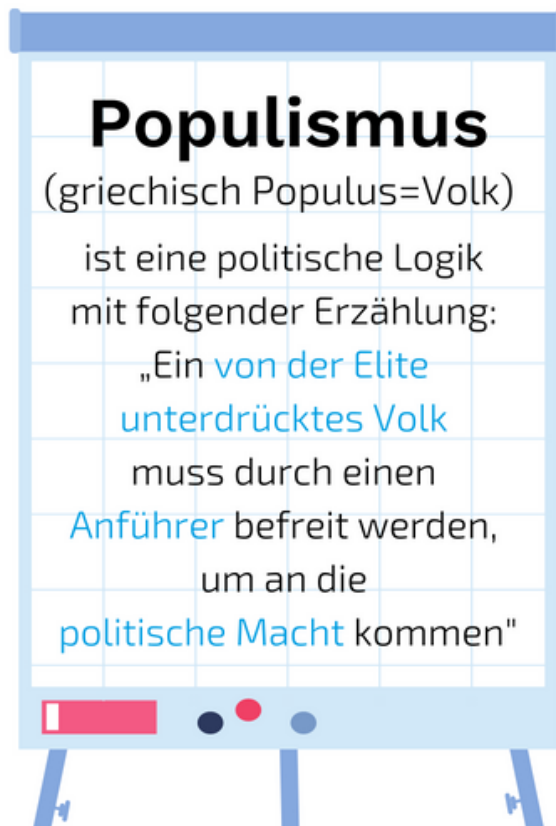 Populismus
(griechisch Populus=Volk)
ist eine politische Logik
mit folgender Erzählung:
„Ein von der Elite
unterdrücktes Volk
muss durch einen
Anführer befreit werden,
um an die
politische Macht kommen"